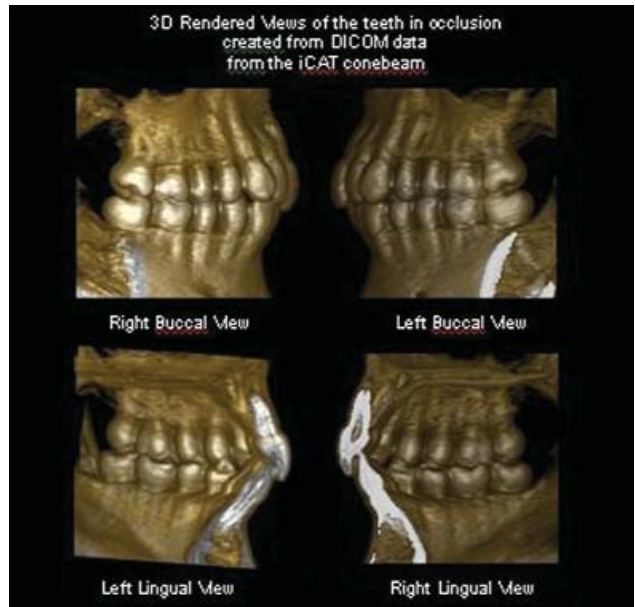 3D Rendered Views of the teeth in occlusion
created from DICOM data
from the iCAT conebeam
Right Buccal View
Left Buccal View
Left Lingual View
Right Lingual View